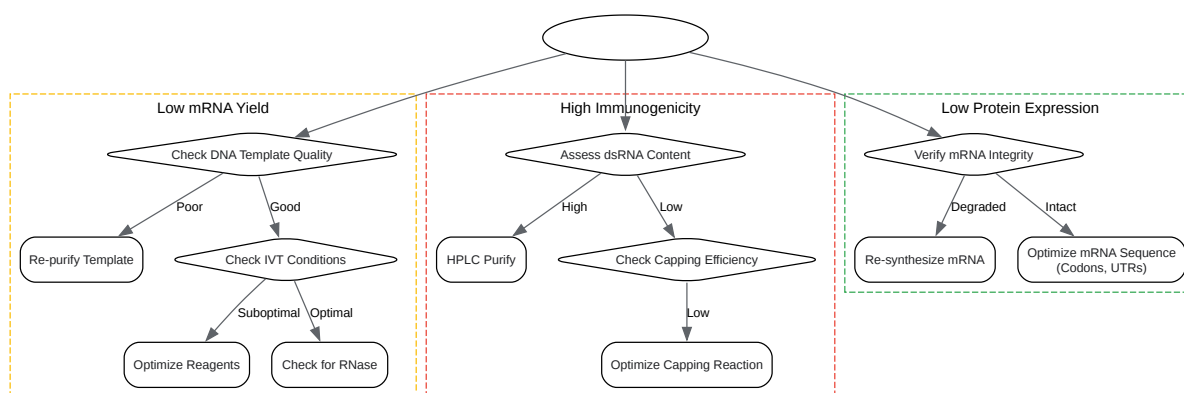 Low mRNA Yield
High Immunogenicity
Low Protein Expression
Check DNA Template Quality
Assess dsRNA Content
Verify mRNA Integrity
Poor
Good
High
Low
Degraded
Intact
Re-purify Template
Check IVT Conditions
HPLC Purify
Check Capping Efficiency
Re-synthesize mRNA
Optimize mRNA Sequence
(Codons, UTRs)
Suboptimal
Optimal
Low
Optimize Reagents
Check for RNase
Optimize Capping Reaction